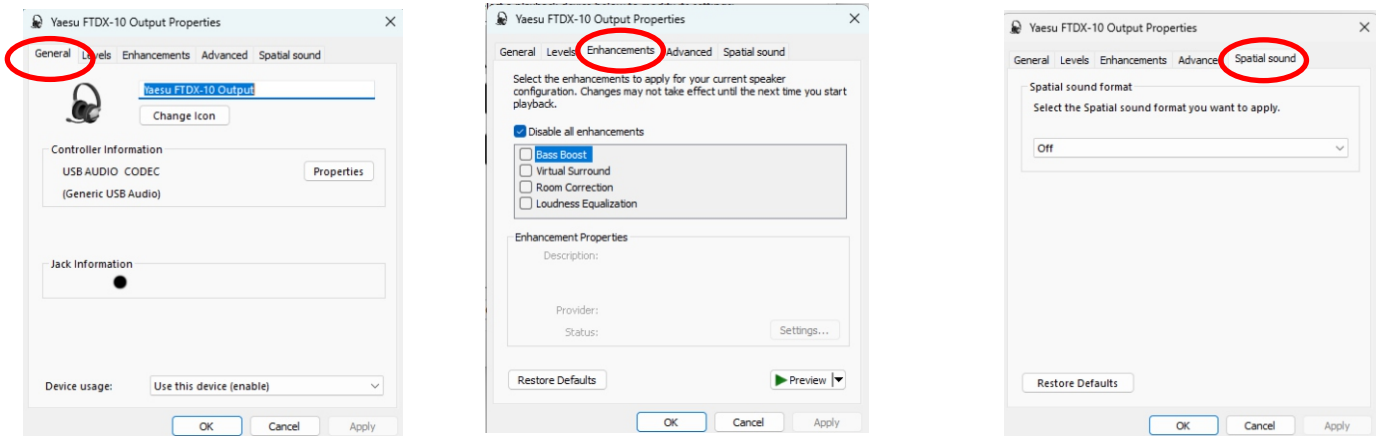 Yaesu FTDX-10 Output Properties
General Levels Enhancements Advanced Spatial sound
Yaesu FTDX-10 Output
Change Icon
Controller Information
USB AUDIO CODEC
Properties
(Generic USB Audio)
Jack Information
Device usage:
Use this device (enable)
OK Cancel Apply
Yaesu FTDX-10 Output Properties
General Levels Enhancements Advanced Spatial sound
Select the enhancements to apply for your current speaker
configuration. Changes may not take effect until the next time you start
playback.
Disable all enhancements
Bass Boost
Virtual Surround
Room Correction
Loudness Equalization
Enhancement Properties
Description:
Provider:
Status:
Settings...
Restore Defaults
Preview
OK Cancel Apply
Yaesu FTDX-10 Output Properties
General Levels Enhancements Advanced Spatial sound
Spatial sound format
Select the Spatial sound format you want to apply.
Off
Restore Defaults
OK Cancel Apply